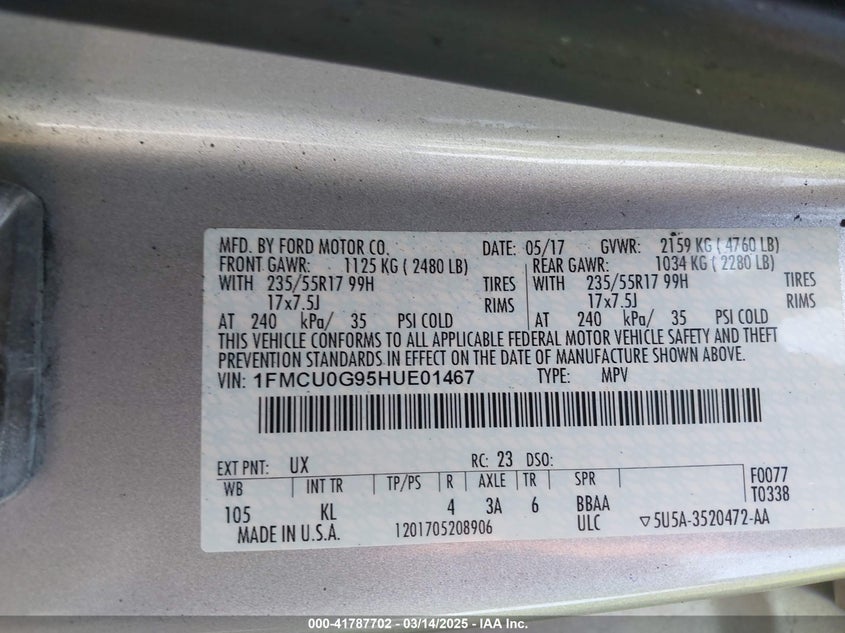 MFD. BY FORD MOTOR CO. DATE: 05/17 GVWR: 2159 KG ( 4760 LB)
FRONT GAWR: 1125 KG ( 2480 LB) REAR GAWR: 1034 KG ( 2280 LB)
WITH 235/55R17 99H TIRES WITH 235/55R17 99H TIRES
17x7.5J RIMS 17x7.5J RIMS
AT 240 kPa/ 35 PSI COLD AT 240 kPa/ 35 PSI COLD
THIS VEHICLE CONFORMS TO ALL APPLICABLE FEDERAL MOTOR VEHICLE SAFETY AND THEFT
PREVENTION STANDARDS IN EFFECT ON THE DATE OF MANUFACTURE SHOWN ABOVE.
VIN: 1FMCU0G95HUE01467 TYPE: MPV
EXT PNT: UX RC: 23 DSO:
WB INT TR TP/PS R AXLE TR SPR F0077
105 KL 4 3A 6 BBAA T0338
MADE IN U.S.A. 1201705208906 ULC ▽5U5A-3520472-AA
000-41787702 - 03/14/2025 - IAA Inc.